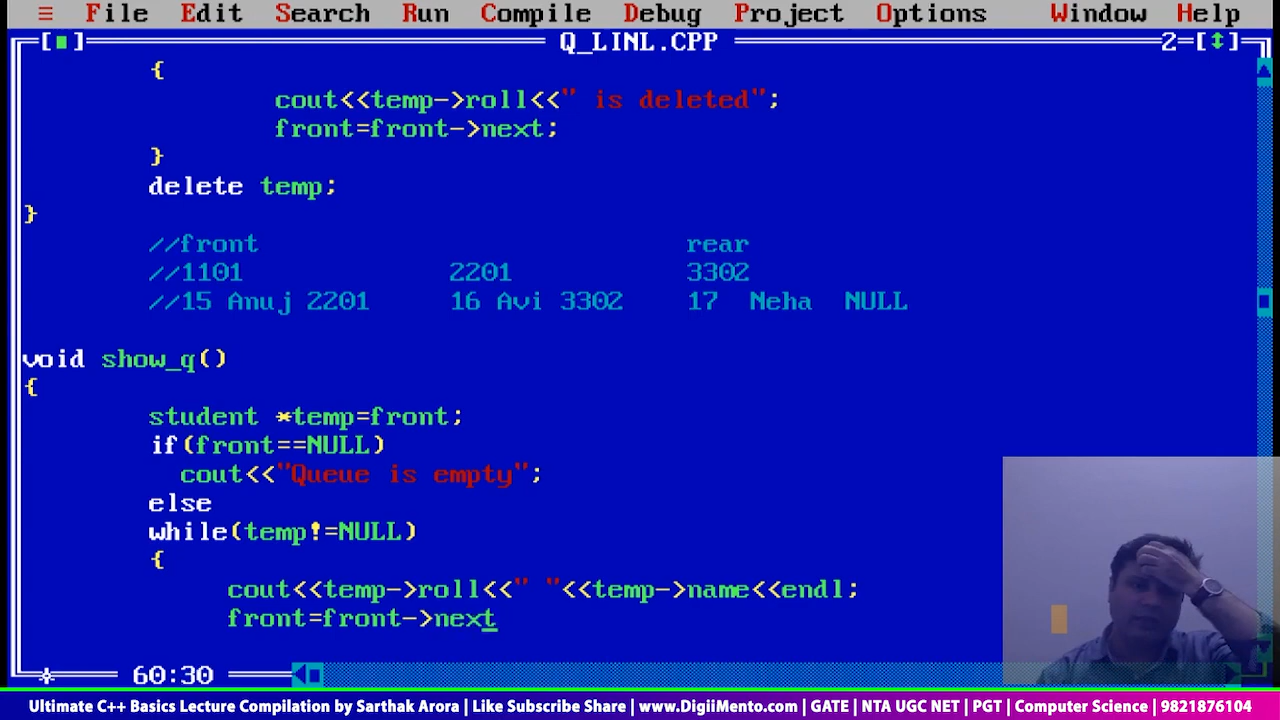 ≡ File Edit Search Run Compile Debug Project Options Window Help
[■] Q_LINL.CPP 2=[↕]
{
cout<<temp->roll<<" is deleted";
front=front->next;
}
delete temp;
}
//front rear
//1101 2201 3302
//15 Anuj 2201 16 Avi 3302 17 Neha NULL
void show_q()
{
student *temp=front;
if(front==NULL)
cout<<"Queue is empty";
else
while(temp!=NULL)
{
cout<<temp->roll<<" "<<temp->name<<endl;
front=front->next
60:30
Ultimate C++ Basics Lecture Compilation by Sarthak Arora | Like Subscribe Share | www.DigiiMento.com | GATE | NTA UGC NET | PGT | Computer Science | 9821876104